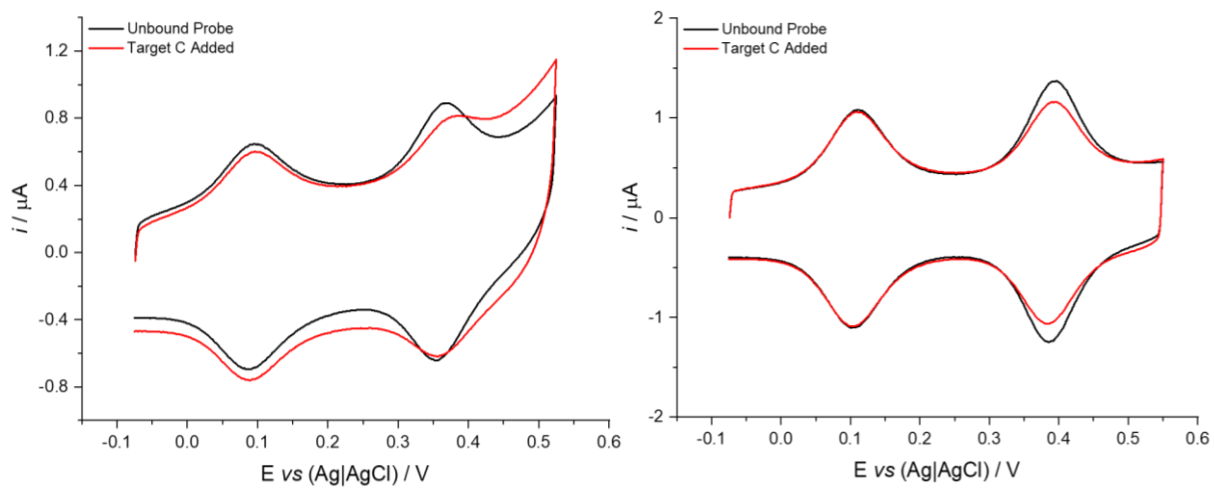 Unbound Probe
Target C Added
1.2
0.8
0.4
0.0
-0.4
-0.8
i / μA
-0.1 0.0 0.1 0.2 0.3 0.4 0.5 0.6
E vs (Ag|AgCl) / V
Unbound Probe
Target C Added
2
1
0
-1
-2
i / μA
-0.1 0.0 0.1 0.2 0.3 0.4 0.5 0.6
E vs (Ag|AgCl) / V